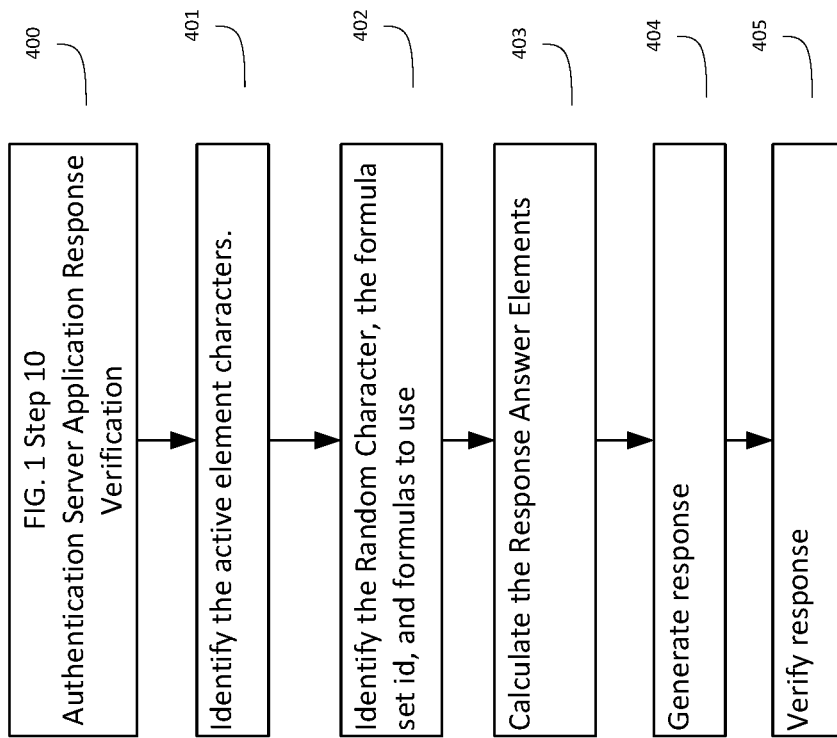 FIG. 1 Step 10
Authentication Server Application Response
Verification
400
Identify the active element characters.
401
Identify the Random Character, the formula
set id, and formulas to use
402
Calculate the Response Answer Elements
403
Generate response
404
Verify response
405